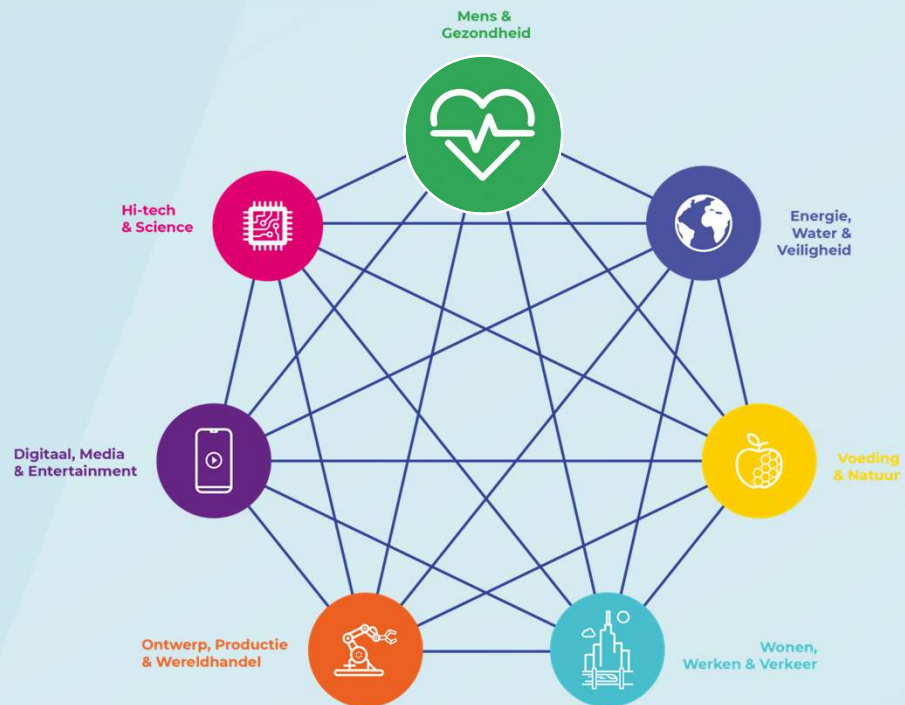 Mens &
Gezondheid
Hi-tech
& Science
Energie,
Water &
Veiligheid
Digitaal, Media
& Entertainment
Voeding
& Natuur
Ontwerp, Productie
& Wereldhandel
Wonen,
Werken & Verkeer